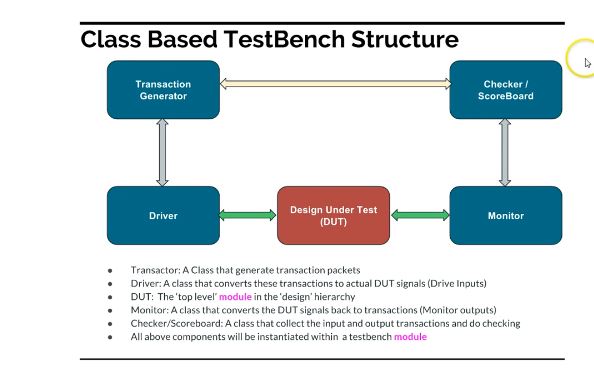 Class Based TestBench Structure
Transaction
Generator
Checker /
ScoreBoard
Driver
Design Under Test
(DUT)
Monitor
● Transactor: A Class that generate transaction packets
● Driver: A class that converts these transactions to actual DUT signals (Drive Inputs)
● DUT: The ‘top level’ module in the ‘design’ hierarchy
● Monitor: A class that converts the DUT signals back to transactions (Monitor outputs)
● Checker/Scoreboard: A class that collect the input and output transactions and do checking
● All above components will be instantiated within a testbench module